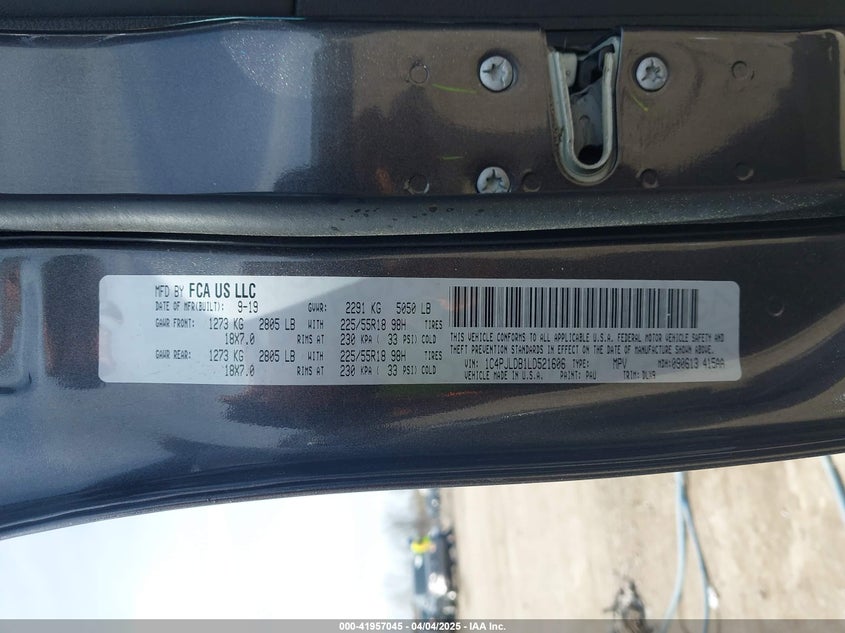 MFD BY FCA US LLC
DATE OF MFR(BUILT): 9-19 GVWR: 2291 KG 5050 LB
GAWR FRONT: 1273 KG 2805 LB WITH 225/55R18 98H TIRES
18X7.0 RIMS AT 230 KPA ( 33 PSI) COLD
GAWR REAR: 1273 KG 2805 LB WITH 225/55R18 98H TIRES
18X7.0 RIMS AT 230 KPA ( 33 PSI) COLD
THIS VEHICLE CONFORMS TO ALL APPLICABLE U.S.A. FEDERAL MOTOR VEHICLE SAFETY AND
THEFT PREVENTION STANDARDS IN EFFECT ON THE DATE OF MANUFACTURE SHOWN ABOVE.
VIN: 1C4PJLDB1LD521606 TYPE: MPV MDH:090613 415AA
VEHICLE MADE IN U.S.A. PAINT: PAU TRIM: DLX9
000-41957045 - 04/04/2025 - IAA Inc.